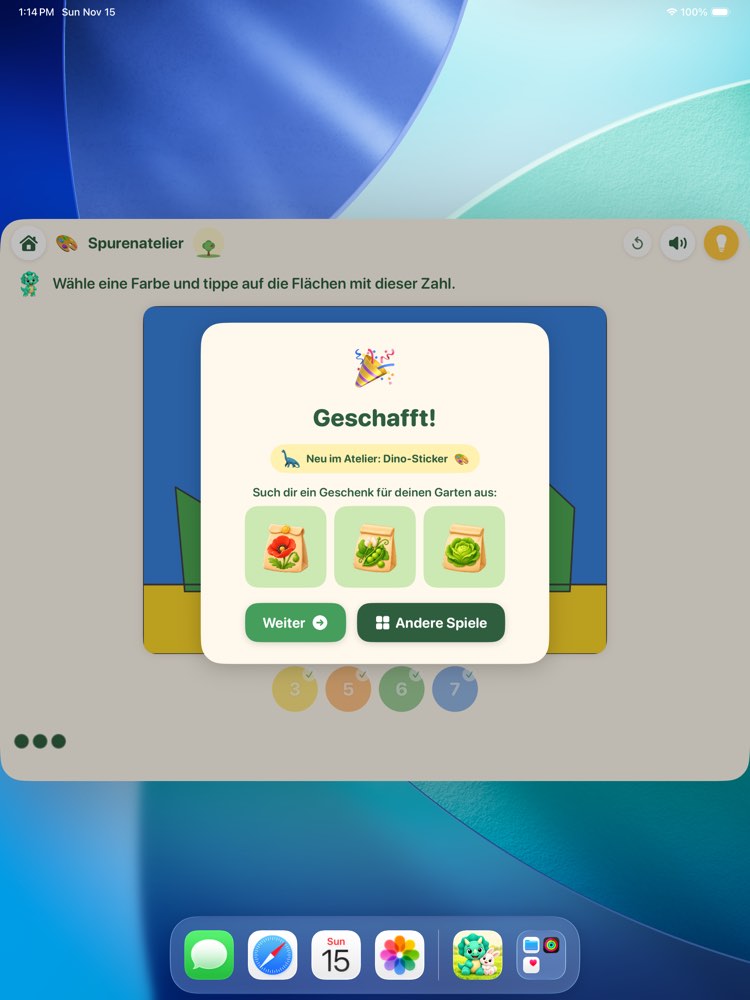 1:14 PM Sun Nov 15
100%
Spurenatelier
Wähle eine Farbe und tippe auf die Flächen mit dieser Zahl.
Geschafft!
Neu im Atelier: Dino-Sticker
Such dir ein Geschenk für deinen Garten aus:
Weiter
Andere Spiele
3 5 6 7
Sun
15